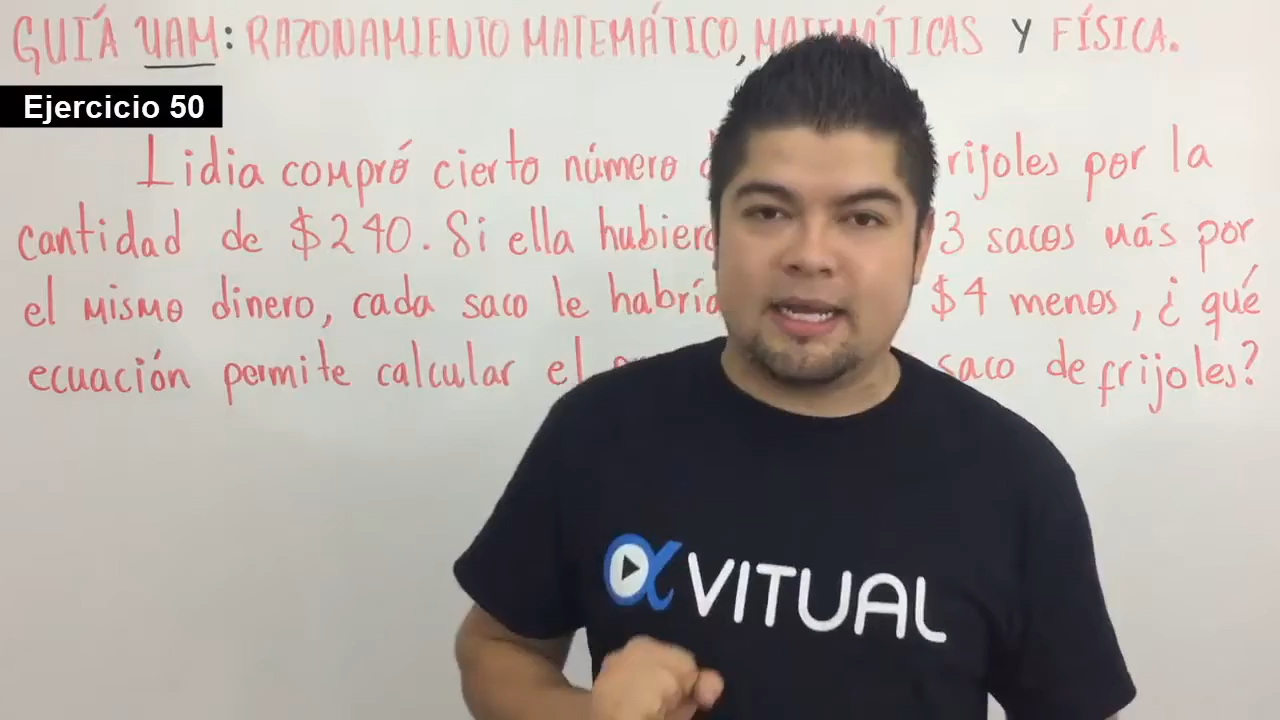 GUÍA UAM: RAZONAMIENTO MATEMÁTICO, MATEMÁTICAS Y FÍSICA.
Ejercicio 50
Lidia compró cierto número rijoles por la
cantidad de $240. Si ella hubiera 3 sacos más por
el mismo dinero, cada saco le habría $4 menos, ¿qué
ecuación permite calcular el saco de frijoles?
VITUAL